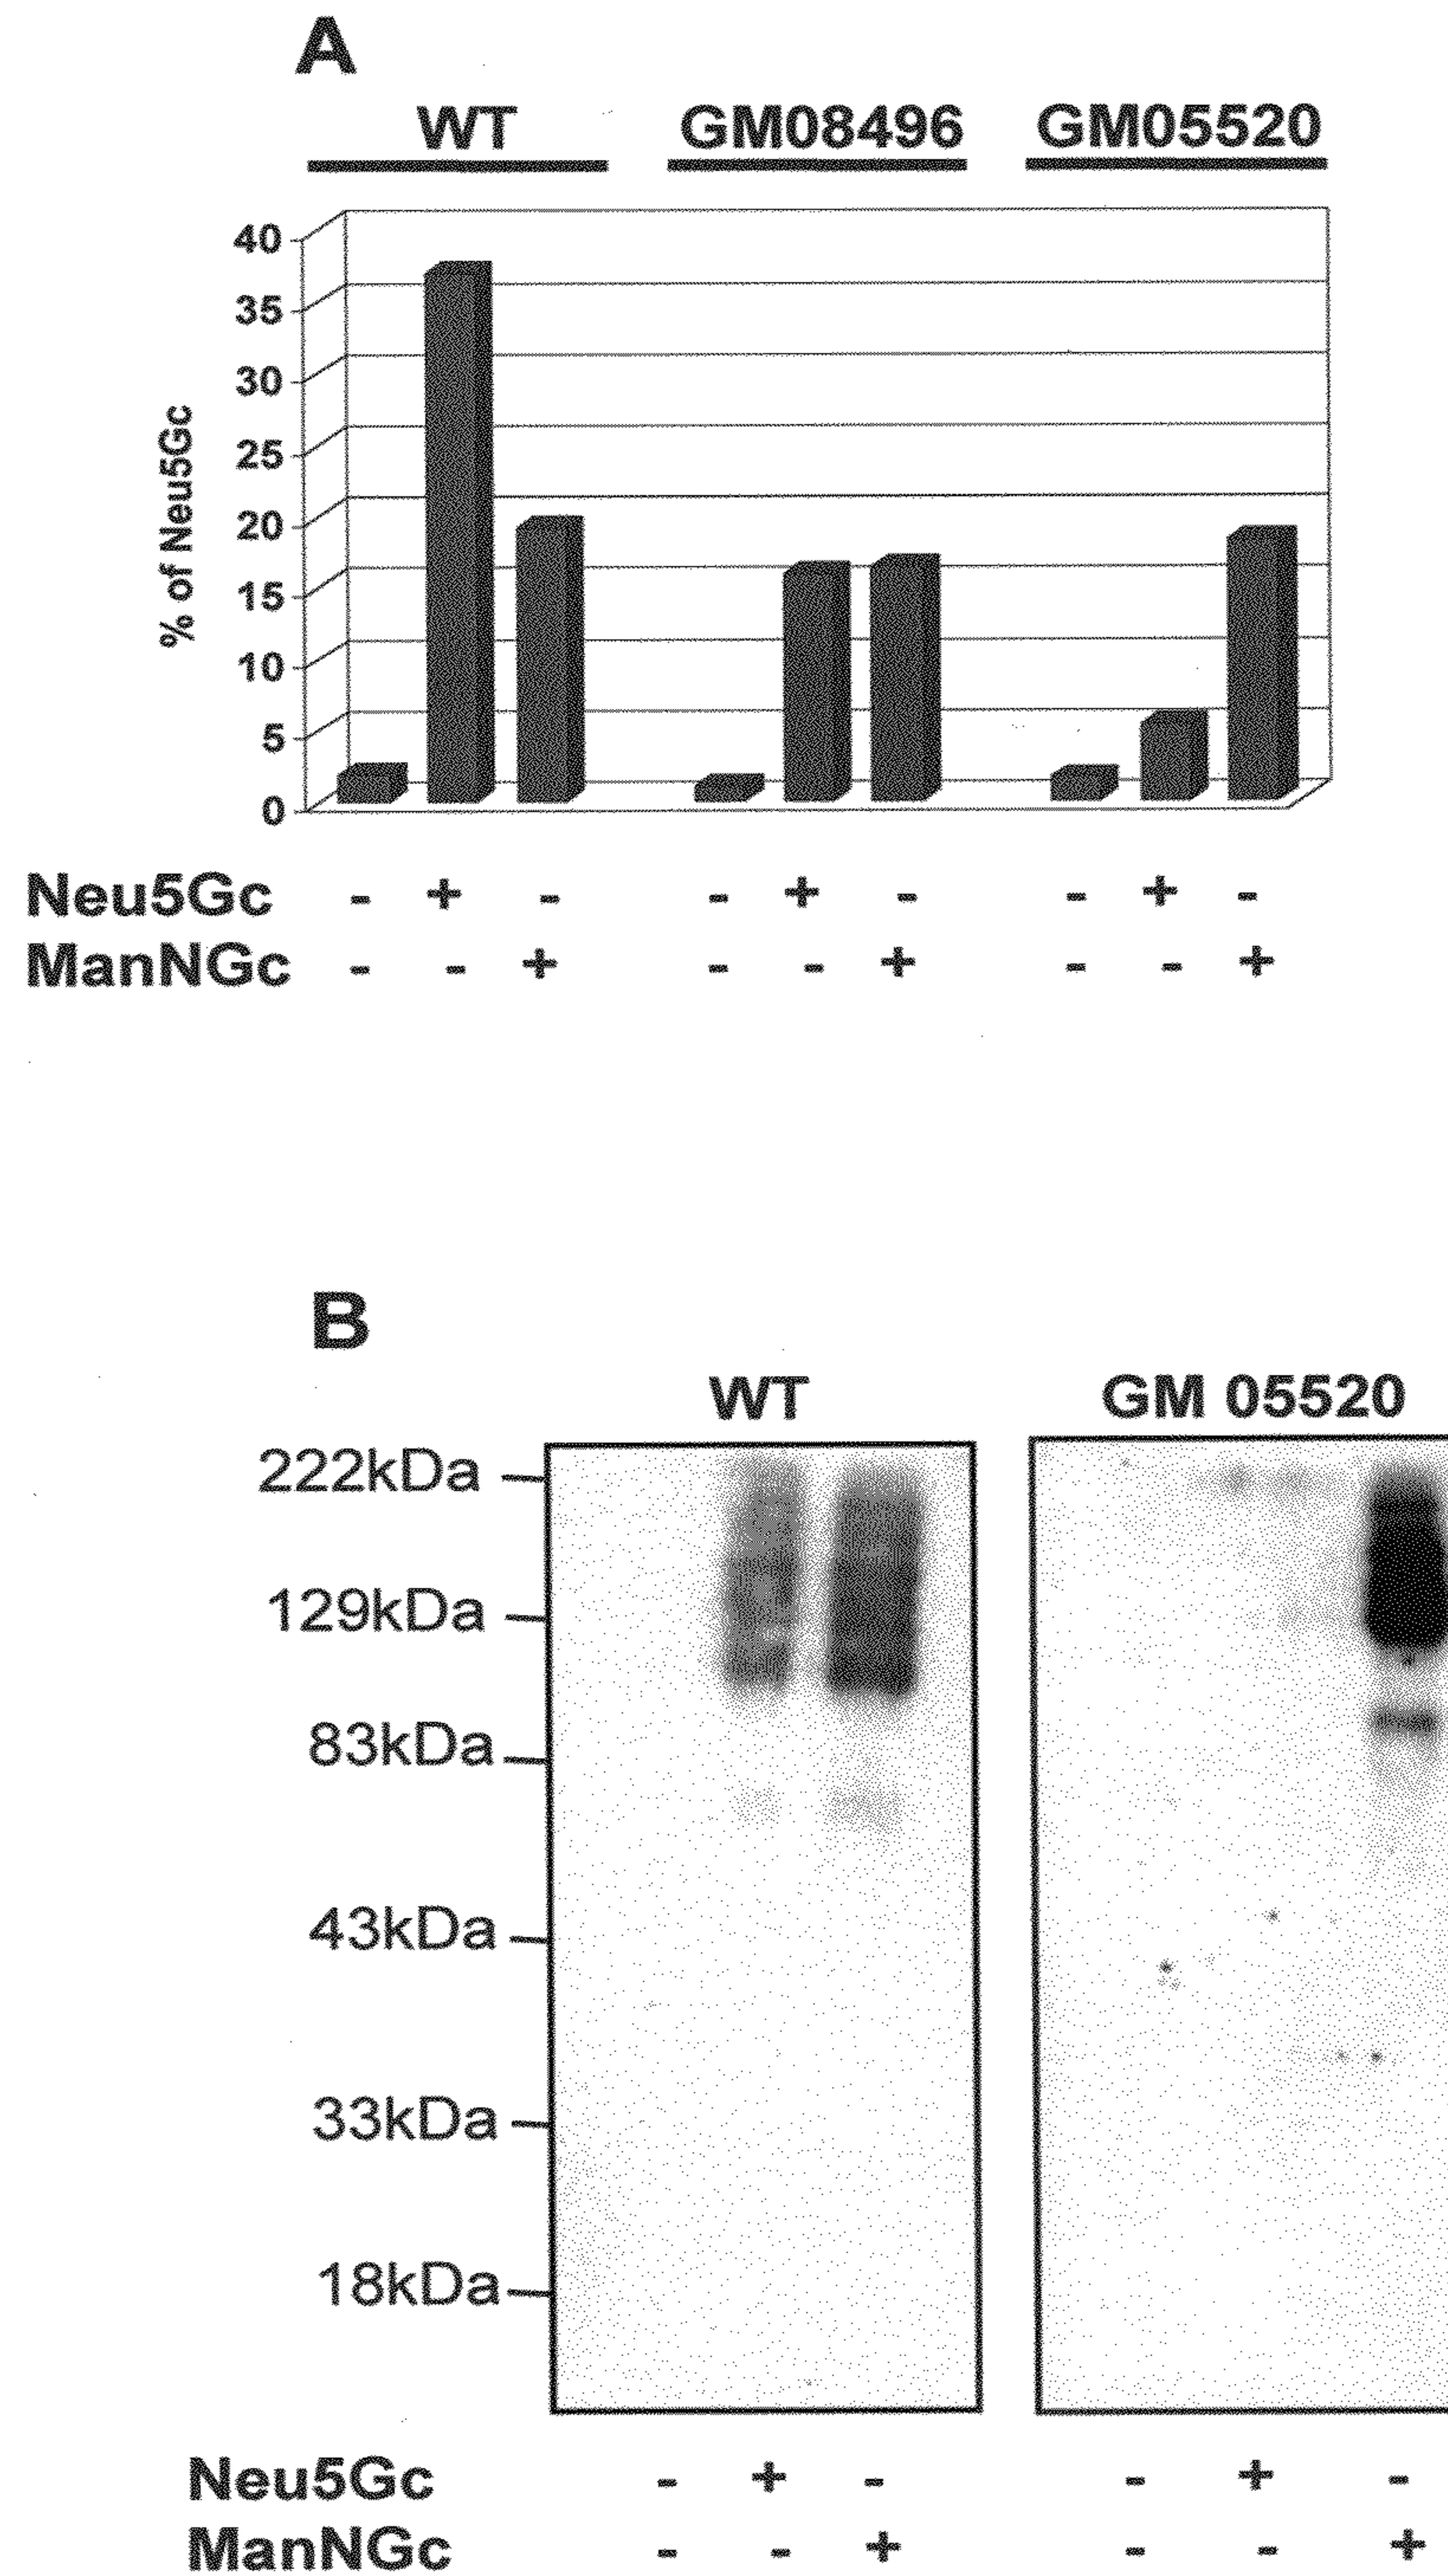 A
WT GM08496 GM05520
40
35
30
25
20
15
10
5
0
% of Neu5Gc
Neu5Gc - + - - + - - + -
ManNGc - - + - - + - - +
B
WT GM 05520
222kDa
129kDa
83kDa
43kDa
33kDa
18kDa
Neu5Gc - + - - + -
ManNGc - - + - - +